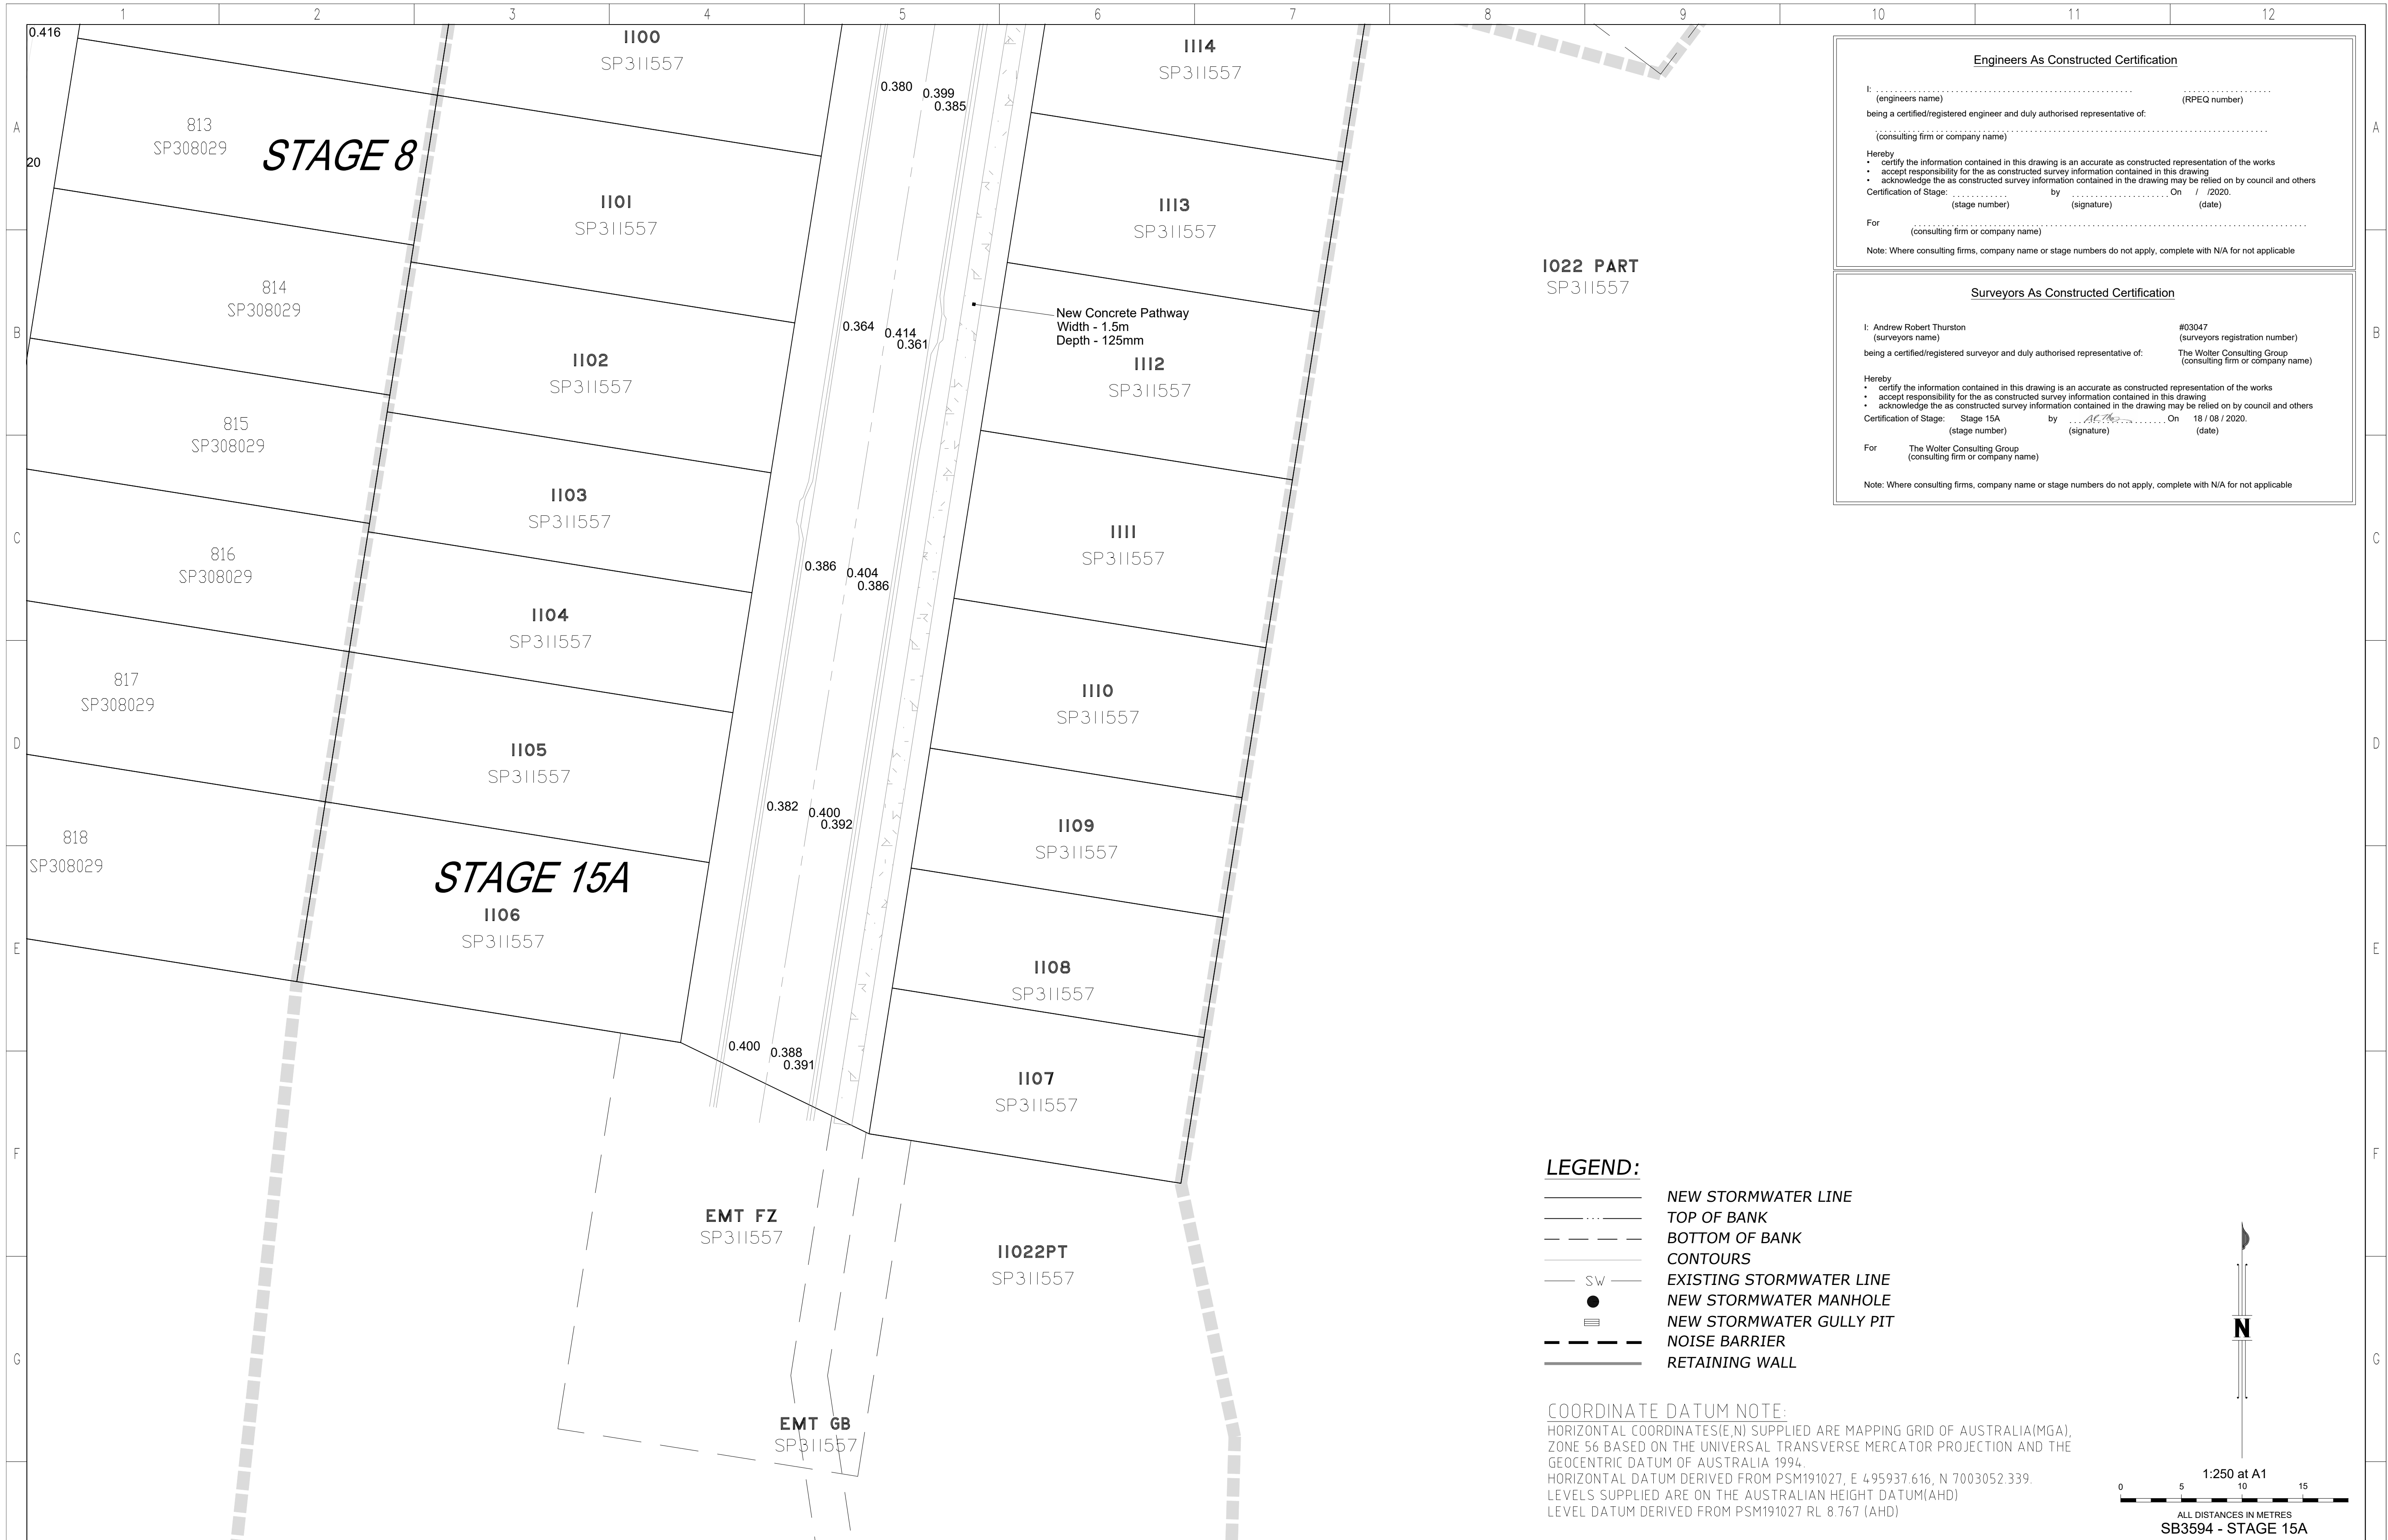 1 2 3 4 5 6 7 8 9 10 11 12
A
B
C
D
E
F
G
A
B
C
D
E
F
G
0.416
20
STAGE 8
813
SP308029
814
SP308029
815
SP308029
816
SP308029
817
SP308029
818
SP308029
1100
SP311557
1101
SP311557
1102
SP311557
1103
SP311557
1104
SP311557
1105
SP311557
STAGE 15A
1106
SP311557
0.380
0.399
0.385
0.364
0.414
0.361
0.386
0.404
0.386
0.382
0.400
0.392
0.400
0.388
0.391
New Concrete Pathway
Width - 1.5m
Depth - 125mm
1114
SP311557
1113
SP311557
1112
SP311557
1111
SP311557
1110
SP311557
1109
SP311557
1108
SP311557
1107
SP311557
1022 PART
SP311557
EMT FZ
SP311557
11022PT
SP311557
EMT GB
SP311557
Engineers As Constructed Certification
I:
(engineers name) (RPEQ number)
being a certified/registered engineer and duly authorised representative of:
(consulting firm or company name)
Hereby
• certify the information contained in this drawing is an accurate as constructed representation of the works
• accept responsibility for the as constructed survey information contained in this drawing
• acknowledge the as constructed survey information contained in the drawing may be relied on by council and others
Certification of Stage: by On / /2020.
(stage number) (signature) (date)
For
(consulting firm or company name)
Note: Where consulting firms, company name or stage numbers do not apply, complete with N/A for not applicable
Surveyors As Constructed Certification
I: Andrew Robert Thurston #03047
(surveyors name) (surveyors registration number)
being a certified/registered surveyor and duly authorised representative of: The Wolter Consulting Group
(consulting firm or company name)
Hereby
• certify the information contained in this drawing is an accurate as constructed representation of the works
• accept responsibility for the as constructed survey information contained in this drawing
• acknowledge the as constructed survey information contained in the drawing may be relied on by council and others
Certification of Stage: Stage 15A by On 18 / 08 / 2020.
(stage number) (signature) (date)
For The Wolter Consulting Group
(consulting firm or company name)
Note: Where consulting firms, company name or stage numbers do not apply, complete with N/A for not applicable
LEGEND:
NEW STORMWATER LINE
TOP OF BANK
BOTTOM OF BANK
CONTOURS
SW EXISTING STORMWATER LINE
NEW STORMWATER MANHOLE
NEW STORMWATER GULLY PIT
NOISE BARRIER
RETAINING WALL
COORDINATE DATUM NOTE:
HORIZONTAL COORDINATES(E,N) SUPPLIED ARE MAPPING GRID OF AUSTRALIA(MGA),
ZONE 56 BASED ON THE UNIVERSAL TRANSVERSE MERCATOR PROJECTION AND THE
GEOCENTRIC DATUM OF AUSTRALIA 1994.
HORIZONTAL DATUM DERIVED FROM PSM191027, E 495937.616, N 7003052.339.
LEVELS SUPPLIED ARE ON THE AUSTRALIAN HEIGHT DATUM(AHD)
LEVEL DATUM DERIVED FROM PSM191027 RL 8.767 (AHD)
N
1:250 at A1
0 5 10 15
ALL DISTANCES IN METRES
SB3594 - STAGE 15A